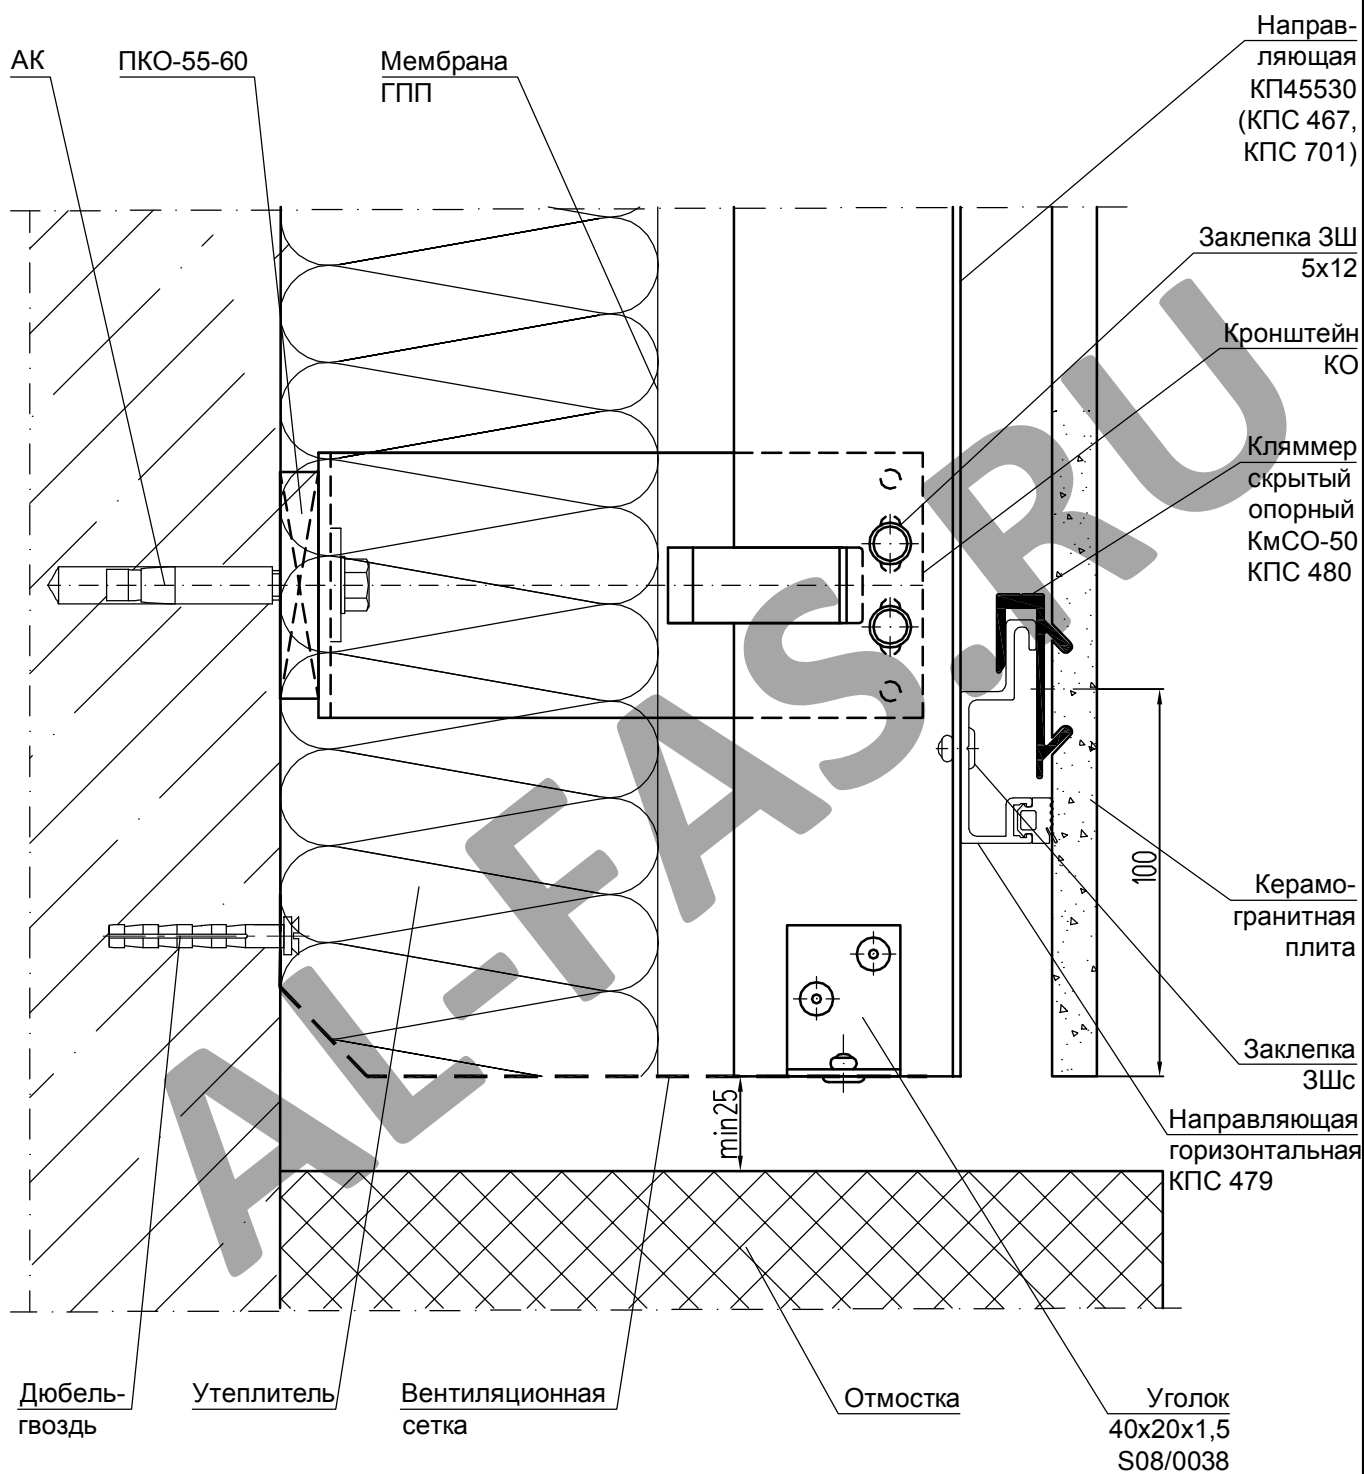 АК
ПКО-55-60
Мембрана
ГПП
Направ-
ляющая
КП45530
(КПС 467,
КПС 701)
Заклепка ЗШ
5х12
Кронштейн
КО
Кляммер
скрытый
опорный
КмСО-50
КПС 480
100
Керамо-
гранитная
плита
Заклепка
ЗШс
min25
Направляющая
горизонтальная
КПС 479
AL-FAS.RU
Дюбель-
гвоздь
Утеплитель
Вентиляционная
сетка
Отмостка
Уголок
40х20х1,5
S08/0038